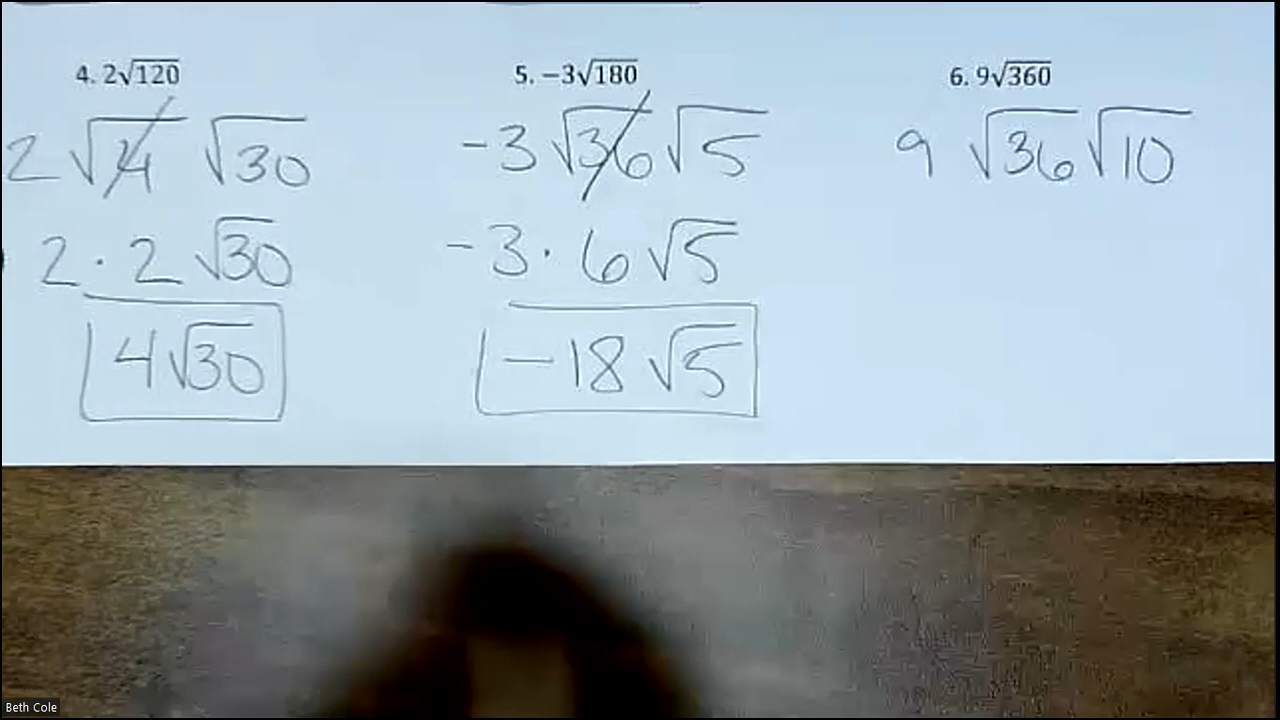 4. 2√120
2 √4 √30
2 · 2 √30
4√30
5. −3√180
-3 √36 √5
-3 · 6 √5
-18 √5
6. 9√360
9 √36 √10
Beth Cole